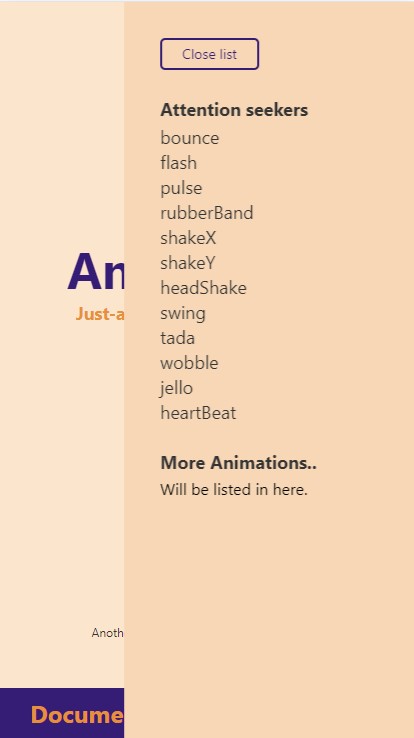 Close list
Attention seekers
bounce
flash
pulse
rubberBand
shakeX
shakeY
An
headShake
Just-a
swing
tada
wobble
jello
heartBeat
More Animations..
Will be listed in here.
Anoth
Docume